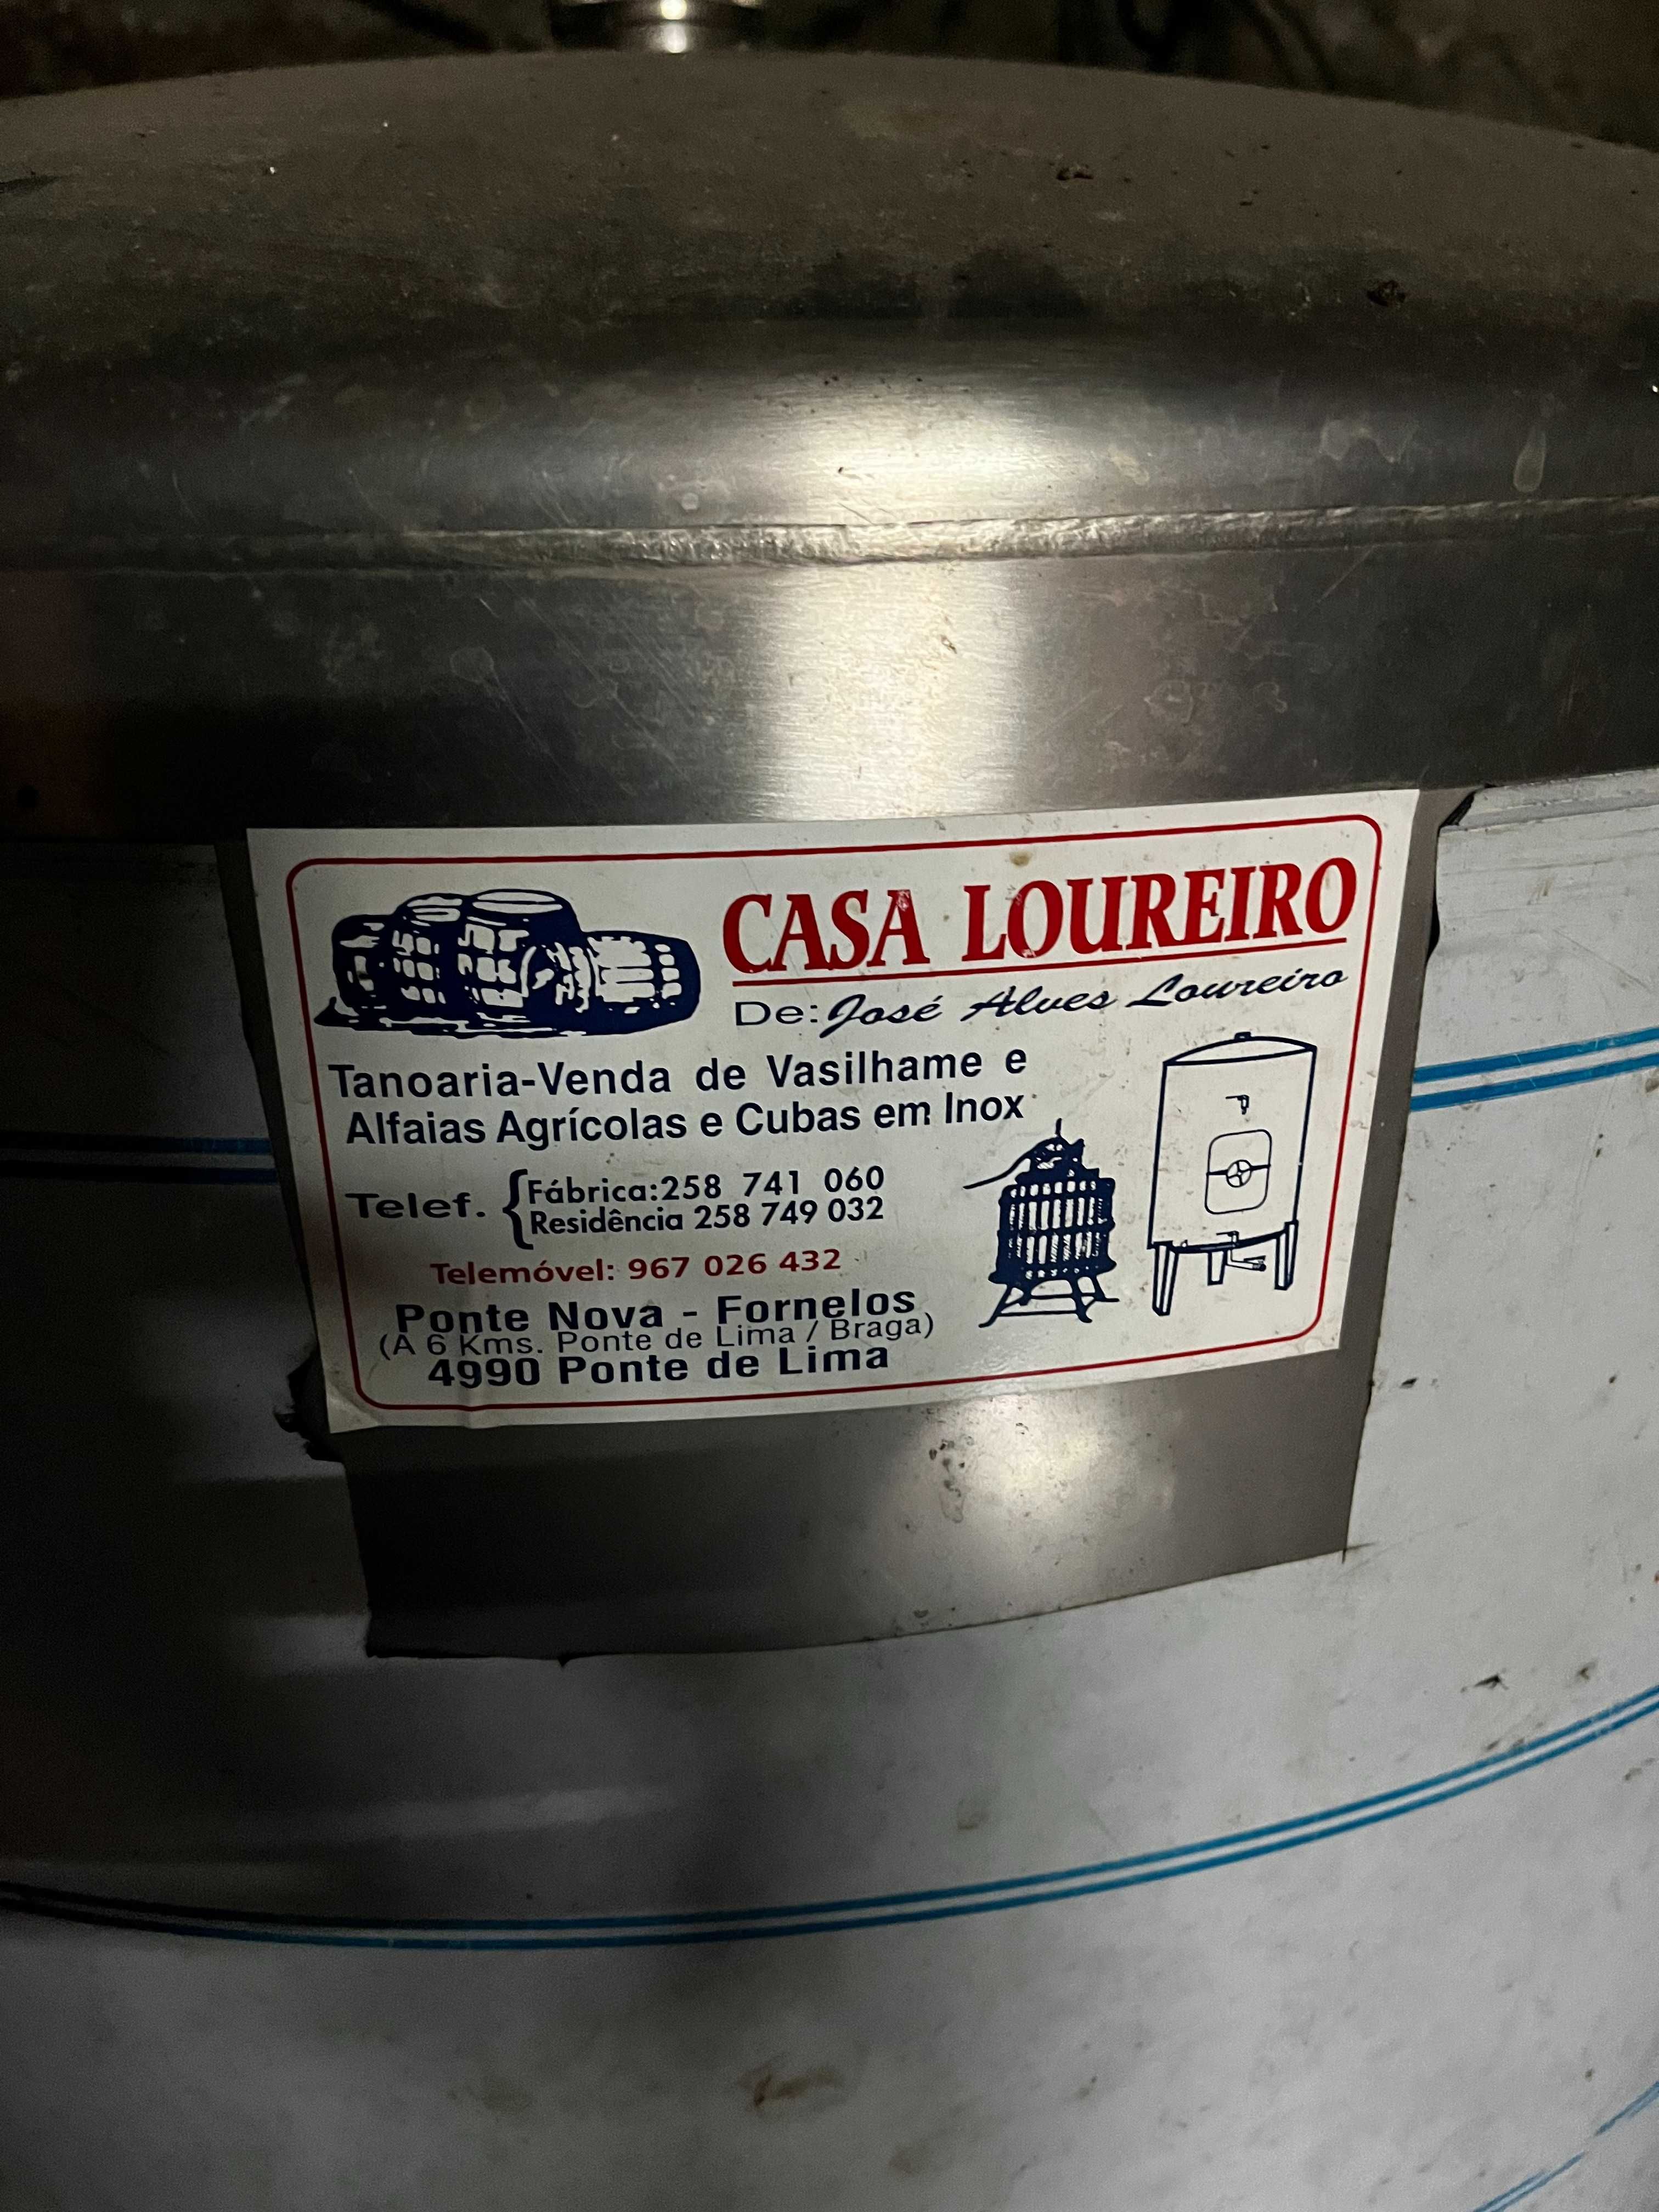 CASA LOUREIRO
De: José Alves Loureiro
Tanoaria-Venda de Vasilhame e
Alfaias Agrícolas e Cubas em Inox
Telef. { Fábrica: 258 741 060
Residência 258 749 032
Telemóvel: 967 026 432
Ponte Nova - Fornelos
(A 6 Kms. Ponte de Lima / Braga)
4990 Ponte de Lima